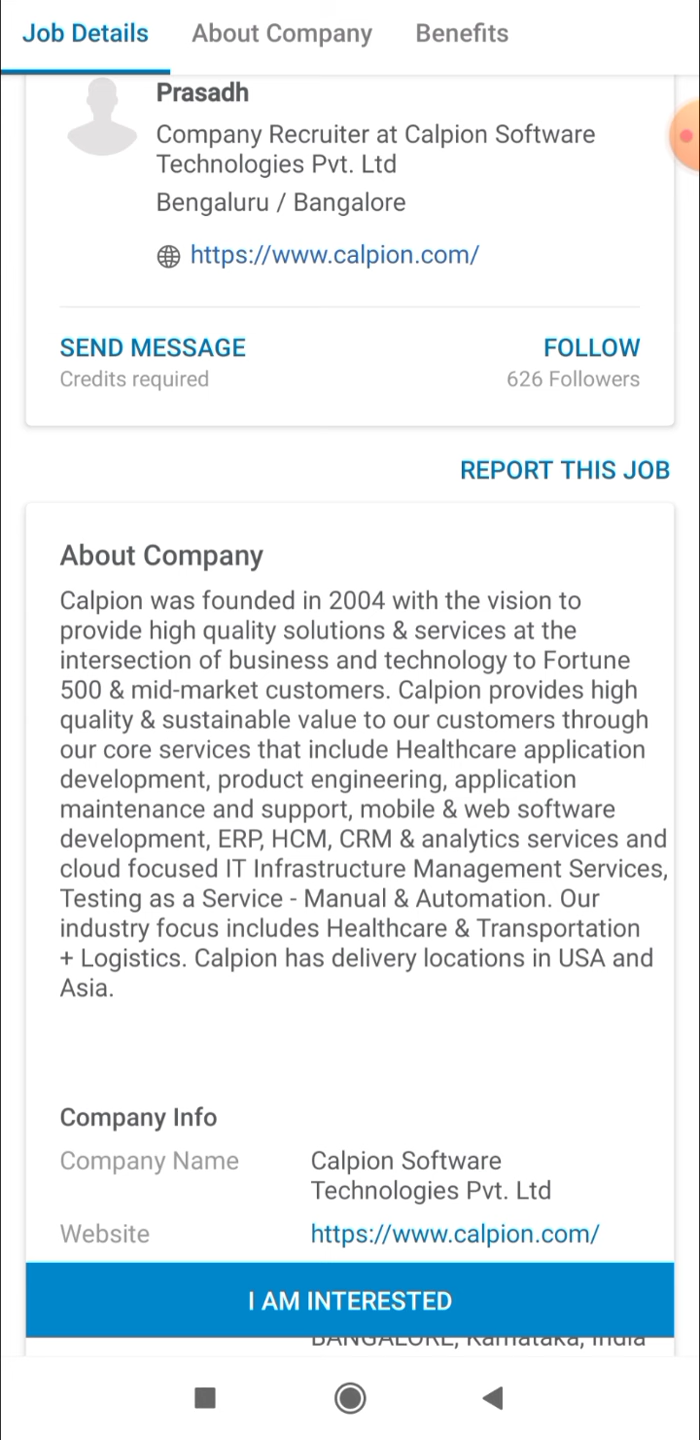 Job Details About Company Benefits
Prasadh
Company Recruiter at Calpion Software
Technologies Pvt. Ltd
Bengaluru / Bangalore
https://www.calpion.com/
SEND MESSAGE FOLLOW
Credits required 626 Followers
REPORT THIS JOB
About Company
Calpion was founded in 2004 with the vision to
provide high quality solutions & services at the
intersection of business and technology to Fortune
500 & mid-market customers. Calpion provides high
quality & sustainable value to our customers through
our core services that include Healthcare application
development, product engineering, application
maintenance and support, mobile & web software
development, ERP, HCM, CRM & analytics services and
cloud focused IT Infrastructure Management Services,
Testing as a Service - Manual & Automation. Our
industry focus includes Healthcare & Transportation
+ Logistics. Calpion has delivery locations in USA and
Asia.
Company Info
Company Name Calpion Software
Technologies Pvt. Ltd
Website https://www.calpion.com/
I AM INTERESTED
BANGALORE, Karnataka, India